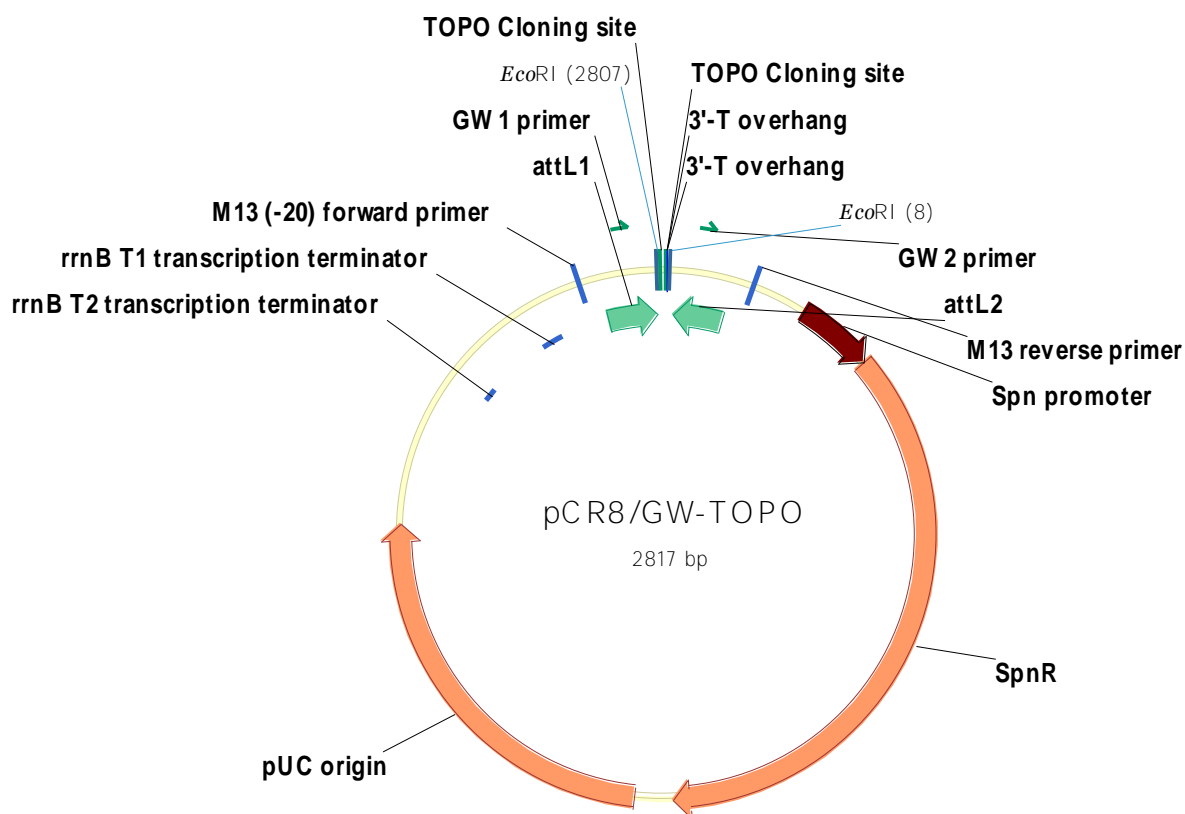 TOPO Cloning site
EcoRI (2807)
TOPO Cloning site
GW 1 primer
3'-T overhang
attL1
3'-T overhang
M13 (-20) forward primer
EcoRI (8)
rrnB T1 transcription terminator
GW 2 primer
rrnB T2 transcription terminator
attL2
M13 reverse primer
Spn promoter
pCR8/GW-TOPO
2817 bp
SpnR
pUC origin